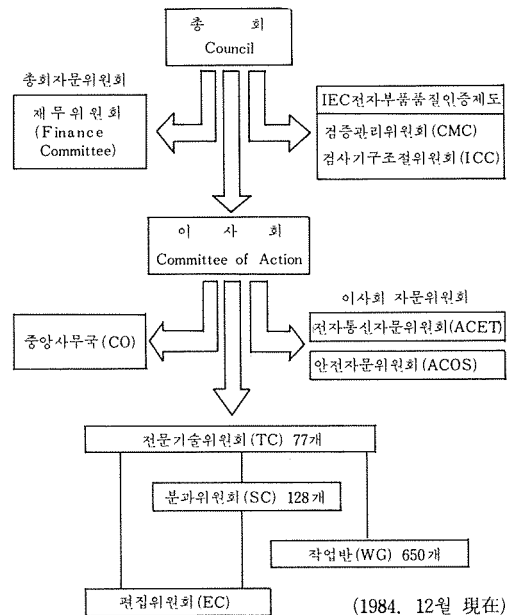 총 회
Council
총회자문위원회
재무위원회
(Finance
Committee)
IEC전자부품품질인증제도
검증관리위원회(CMC)
검사기구조절위원회(ICC)
이 사 회
Committee of Action
중앙사무국(CO)
이사회 자문위원회
전자통신자문위원회(ACET)
안전자문위원회(ACOS)
전문기술위원회(TC) 77개
분과위원회(SC) 128개
작업반(WG) 650개
편집위원회(EC)
(1984, 12월 現在)